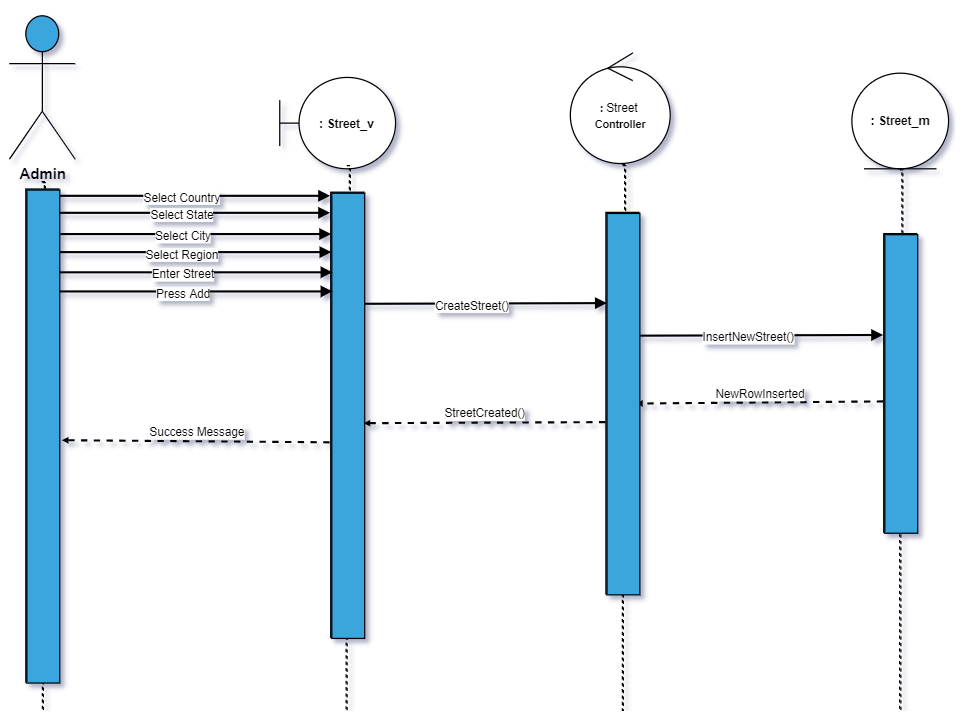 : Street_v
: Street
Controller
: Street_m
Admin
Select Country
Select State
Select City
Select Region
Enter Street
Press Add
CreateStreet()
InsertNewStreet()
NewRowInserted
StreetCreated()
Success Message